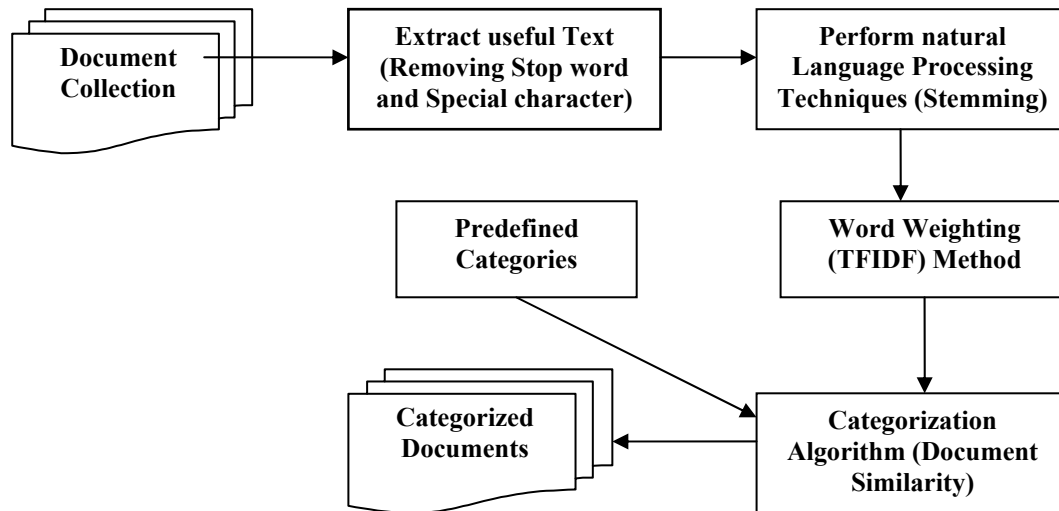 Document
Collection
Extract useful Text
(Removing Stop word
and Special character)
Perform natural
Language Processing
Techniques (Stemming)
Predefined
Categories
Word Weighting
(TFIDF) Method
Categorized
Documents
Categorization
Algorithm (Document
Similarity)